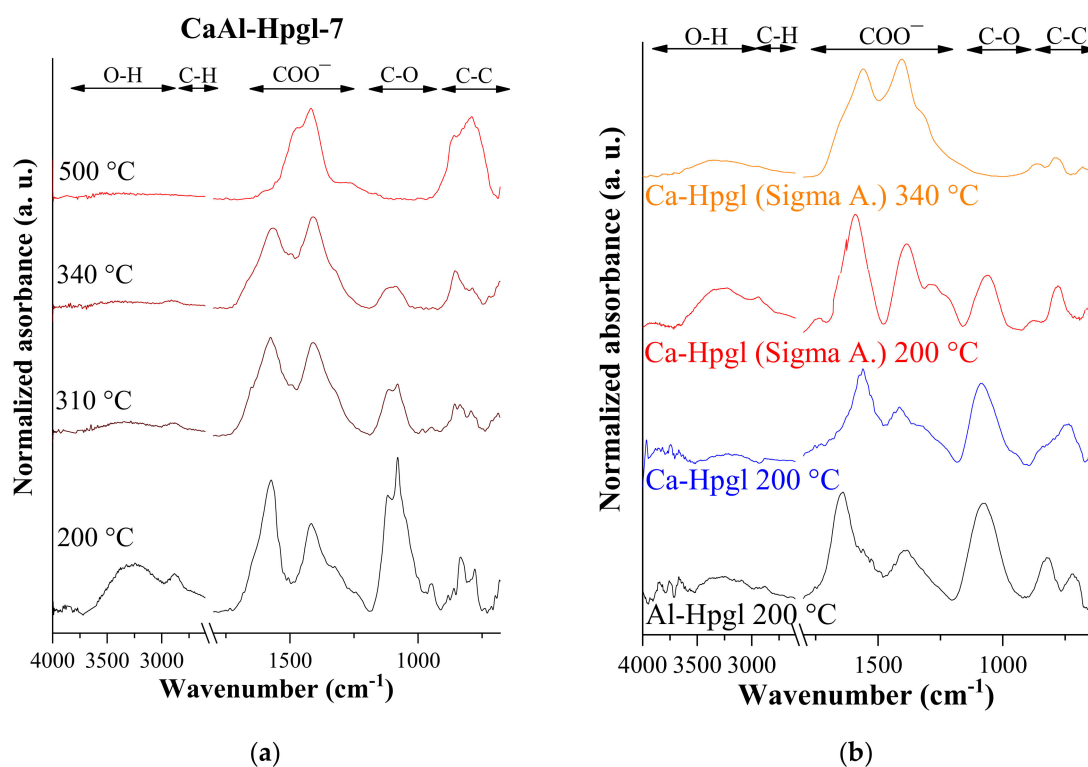 CaAl-Hpgl-7
O-H
C-H
COO⁻
C-O
C-C
Normalized asorbance (a. u.)
500 °C
340 °C
310 °C
200 °C
4000 3500 3000 1500 1000
Wavenumber (cm⁻¹)
(a)
O-H
C-H
COO⁻
C-O
C-C
Normalized absorbance (a. u.)
Ca-Hpgl (Sigma A.) 340 °C
Ca-Hpgl (Sigma A.) 200 °C
Ca-Hpgl 200 °C
Al-Hpgl 200 °C
4000 3500 3000 1500 1000
Wavenumber (cm⁻¹)
(b)